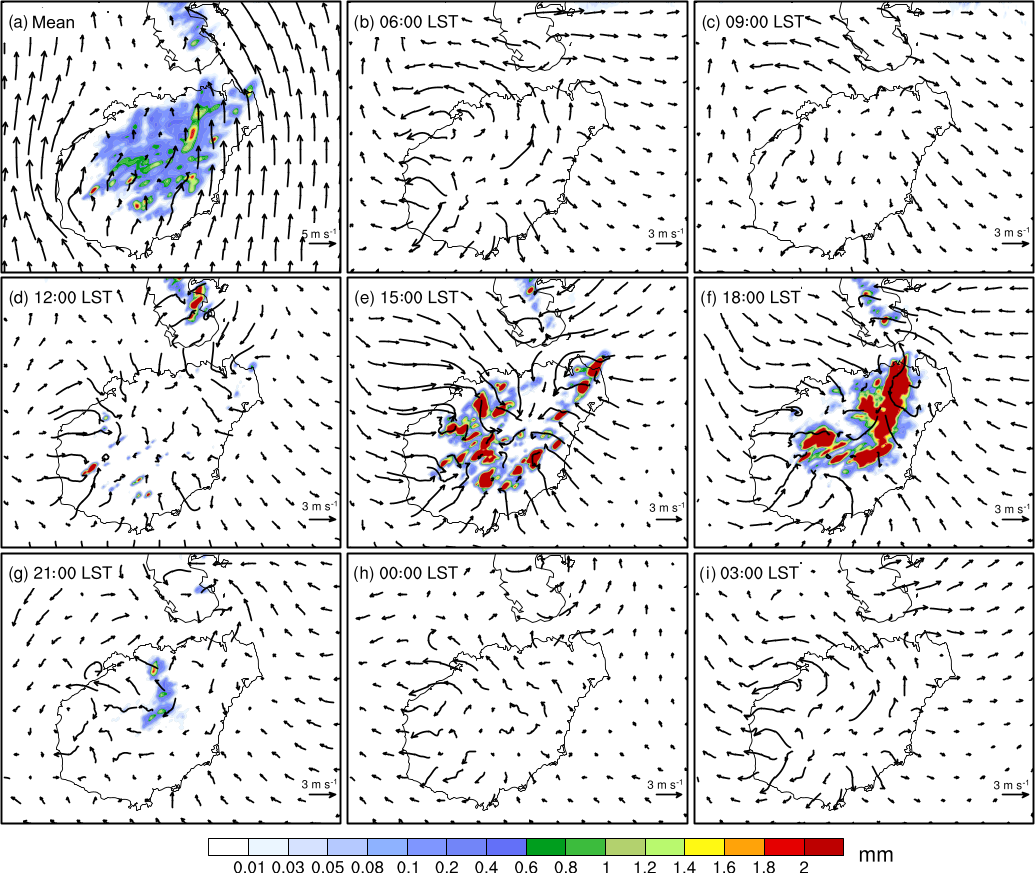 (a) Mean
5 m s⁻¹
(b) 06:00 LST
3 m s⁻¹
(c) 09:00 LST
3 m s⁻¹
(d) 12:00 LST
3 m s⁻¹
(e) 15:00 LST
3 m s⁻¹
(f) 18:00 LST
3 m s⁻¹
(g) 21:00 LST
3 m s⁻¹
(h) 00:00 LST
3 m s⁻¹
(i) 03:00 LST
3 m s⁻¹
0.01 0.03 0.05 0.08 0.1 0.2 0.4 0.6 0.8 1 1.2 1.4 1.6 1.8 2 mm